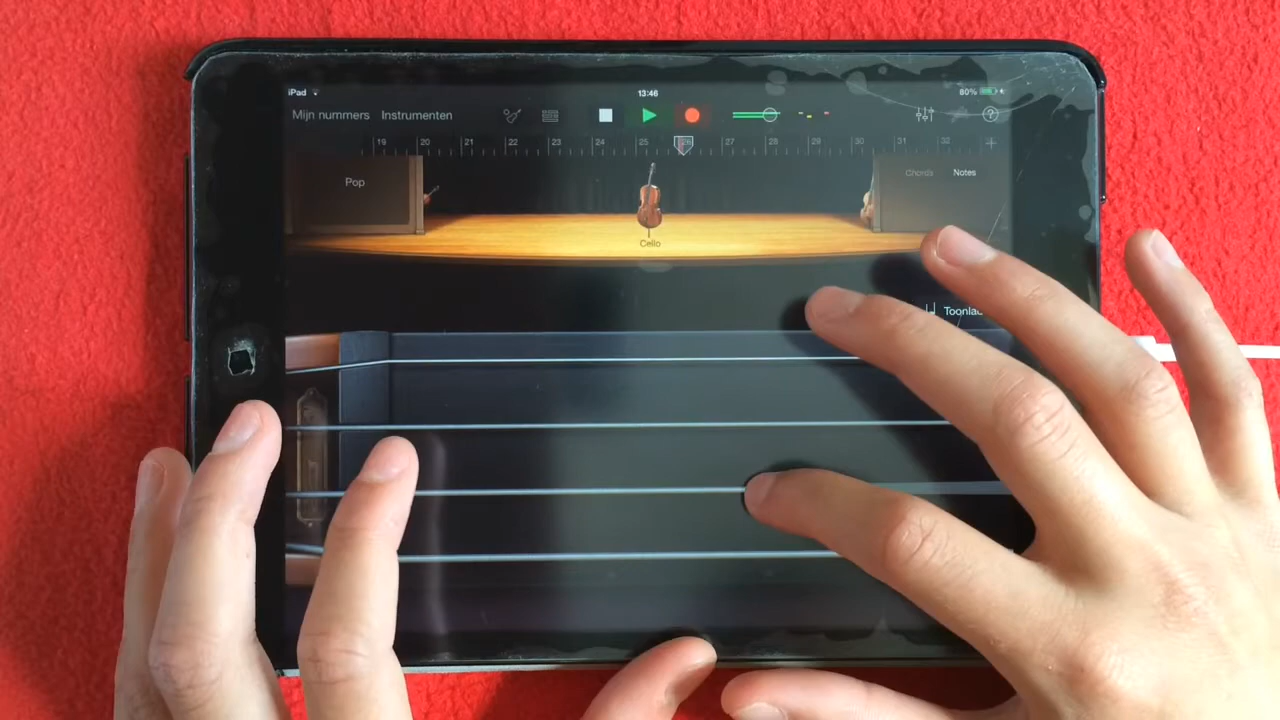 iPad 13:46 80%
Mijn nummers Instrumenten
19 20 21 22 23 24 25 27 28 29 30 31 32
Pop Chords Notes
Cello